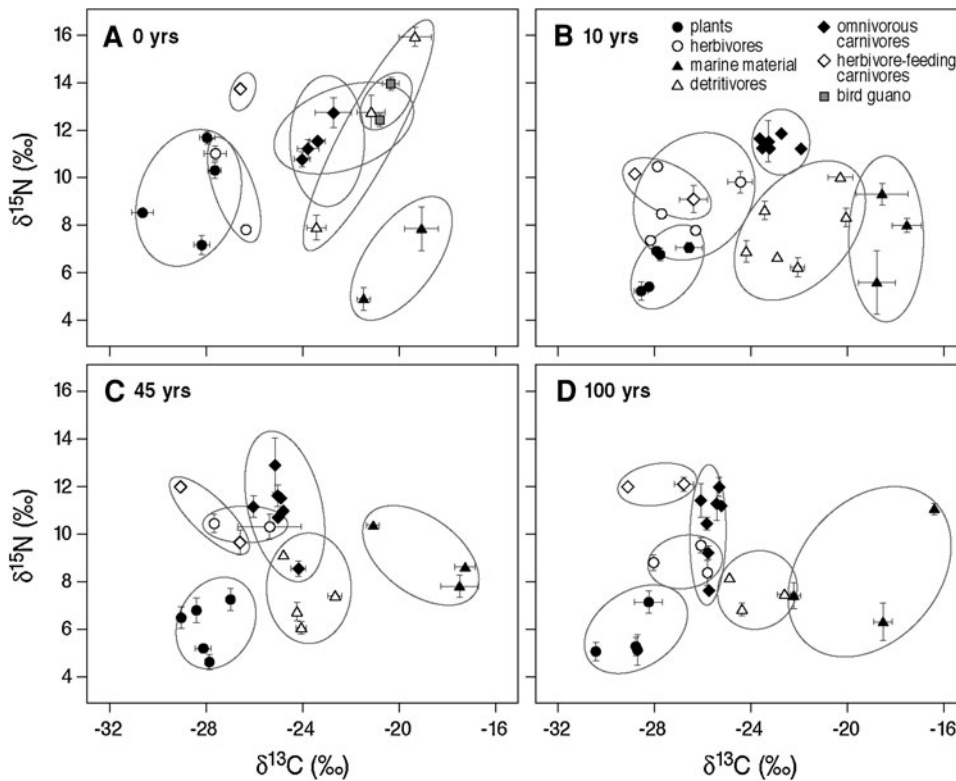 A 0 yrs
B 10 yrs
plants
herbivores
marine material
detritivores
omnivorous
carnivores
herbivore-feeding
carnivores
bird guano
16
14
12
10
8
6
4
δ15N (‰)
C 45 yrs
D 100 yrs
16
14
12
10
8
6
4
δ15N (‰)
-28 -24 -20 -16
-28 -24 -20 -16
δ13C (‰)
δ13C (‰)